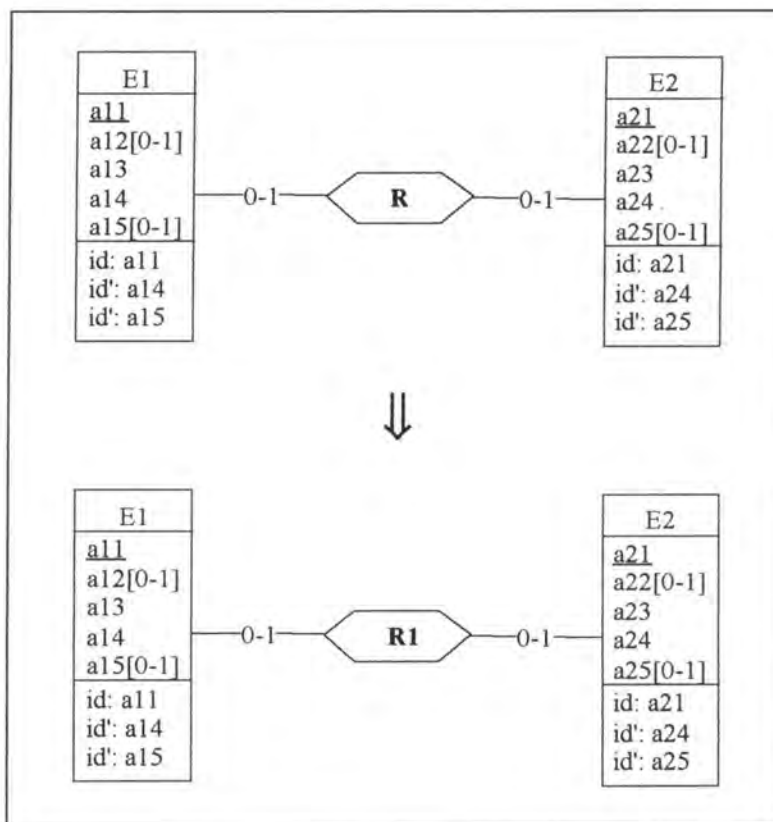 E1
a11
a12[0-1]
a13
a14
a15[0-1]
id: a11
id': a14
id': a15
0-1
R
0-1
E2
a21
a22[0-1]
a23
a24
a25[0-1]
id: a21
id': a24
id': a25
⇓
E1
a11
a12[0-1]
a13
a14
a15[0-1]
id: a11
id': a14
id': a15
0-1
R1
0-1
E2
a21
a22[0-1]
a23
a24
a25[0-1]
id: a21
id': a24
id': a25